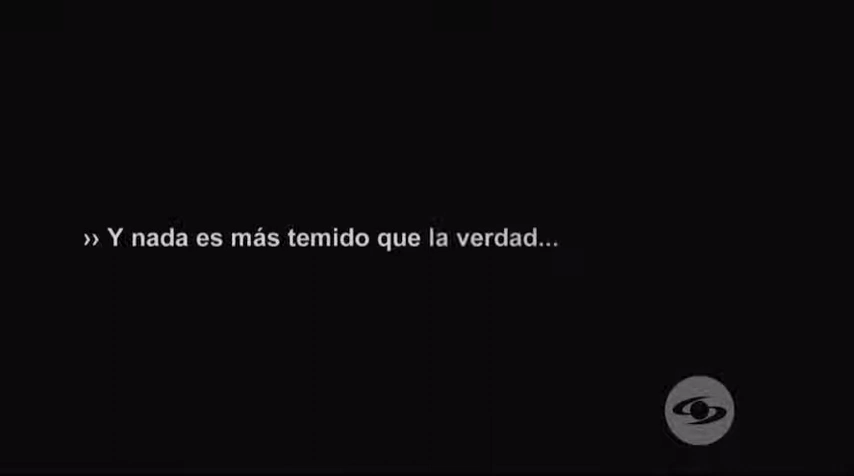 ›› Y nada es más temido que la verdad...